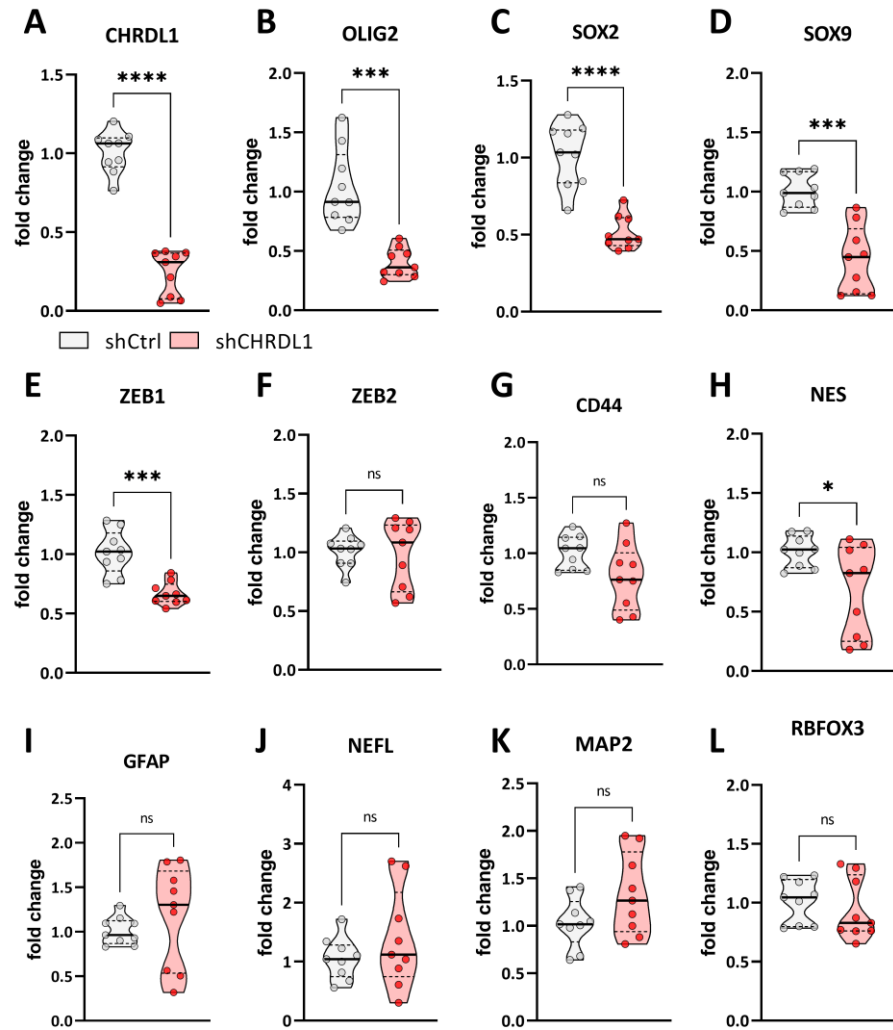 A
CHRDL1
****
fold change
1.5
1.0
0.5
0.0
B
OLIG2
***
fold change
2.0
1.5
1.0
0.5
0.0
C
SOX2
****
fold change
1.5
1.0
0.5
0.0
D
SOX9
***
fold change
2.0
1.5
1.0
0.5
0.0
shCtrl shCHRDL1
E
ZEB1
***
fold change
2.0
1.5
1.0
0.5
0.0
F
ZEB2
ns
fold change
2.0
1.5
1.0
0.5
0.0
G
CD44
ns
fold change
2.0
1.5
1.0
0.5
0.0
H
NES
*
fold change
2.0
1.5
1.0
0.5
0.0
I
GFAP
ns
fold change
2.5
2.0
1.5
1.0
0.5
0.0
J
NEFL
ns
fold change
4
3
2
1
0
K
MAP2
ns
fold change
2.5
2.0
1.5
1.0
0.5
0.0
L
RBFOX3
ns
fold change
2.0
1.5
1.0
0.5
0.0